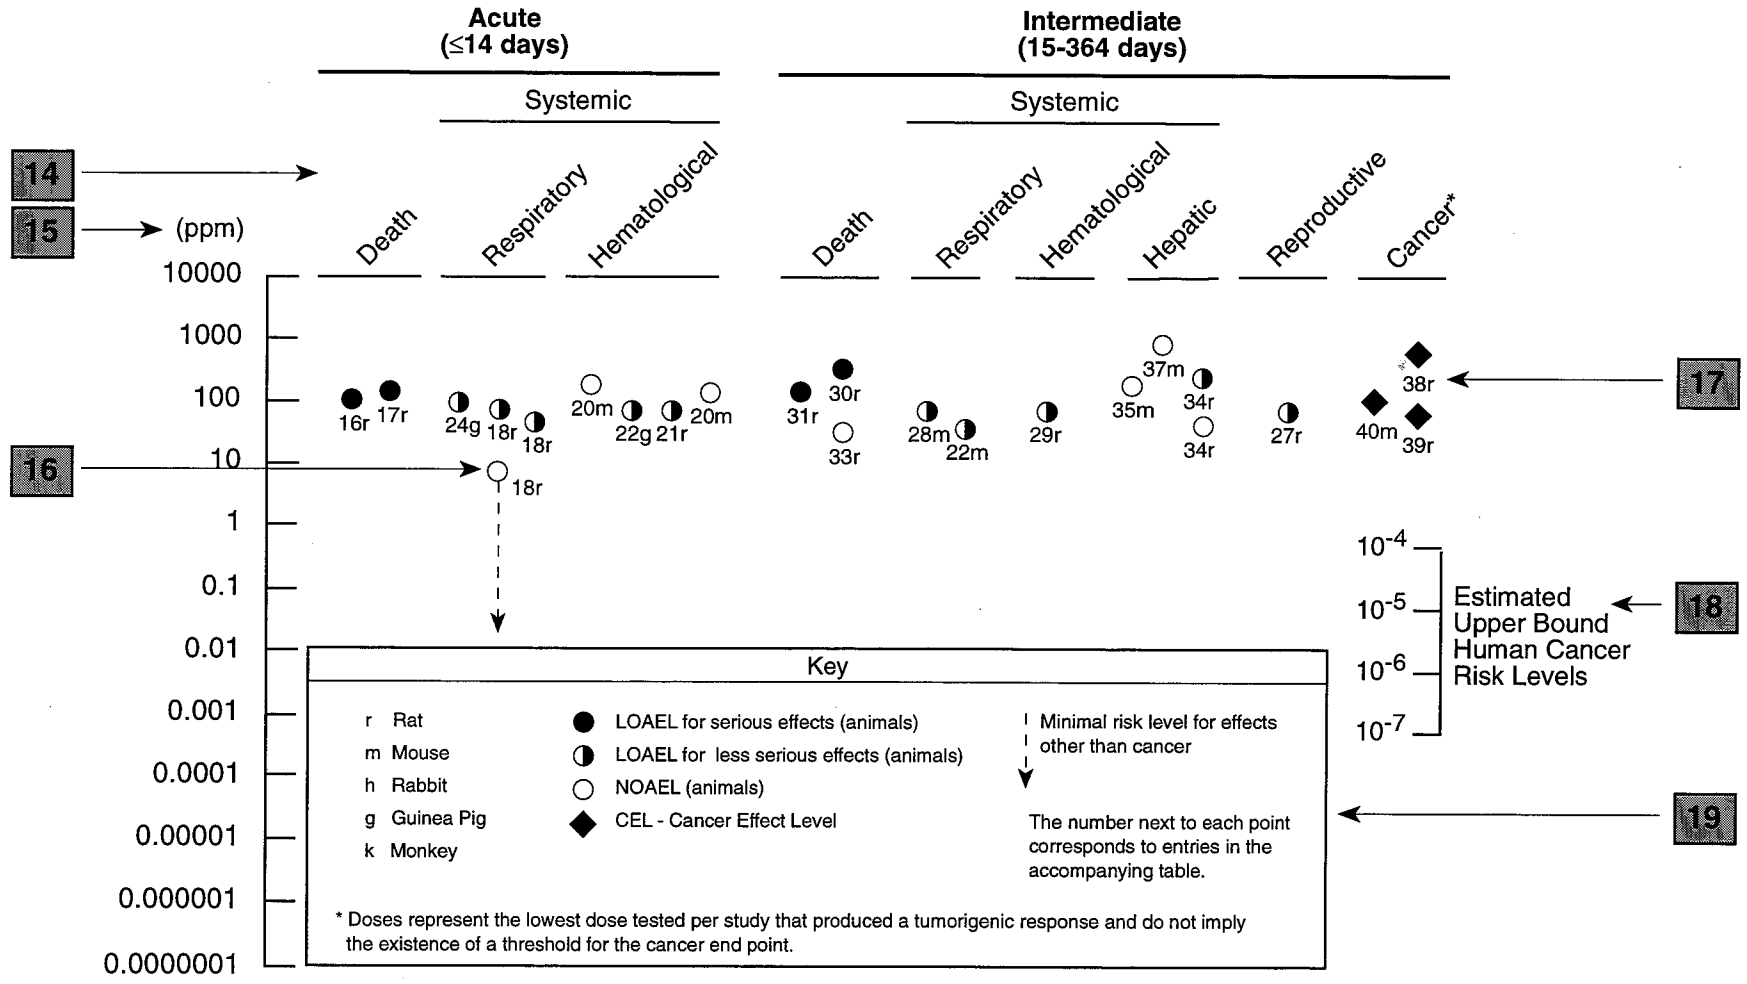 Acute
(≤14 days)
Intermediate
(15-364 days)
Systemic
Systemic
14
15
(ppm)
Death
Respiratory
Hematological
Death
Respiratory
Hematological
Hepatic
Reproductive
Cancer*
10000
1000
100
10
1
0.1
0.01
0.001
0.0001
0.00001
0.000001
0.0000001
16r
17r
24g
18r
18r
20m
22g
21r
20m
31r
30r
33r
28m
22m
29r
35m
37m
34r
34r
27r
40m
38r
39r
17
16
18r
10-4
10-5
10-6
10-7
Estimated
Upper Bound
Human Cancer
Risk Levels
18
Key
r Rat
m Mouse
h Rabbit
g Guinea Pig
k Monkey
LOAEL for serious effects (animals)
LOAEL for less serious effects (animals)
NOAEL (animals)
CEL - Cancer Effect Level
Minimal risk level for effects
other than cancer
The number next to each point
corresponds to entries in the
accompanying table.
19
* Doses represent the lowest dose tested per study that produced a tumorigenic response and do not imply
the existence of a threshold for the cancer end point.